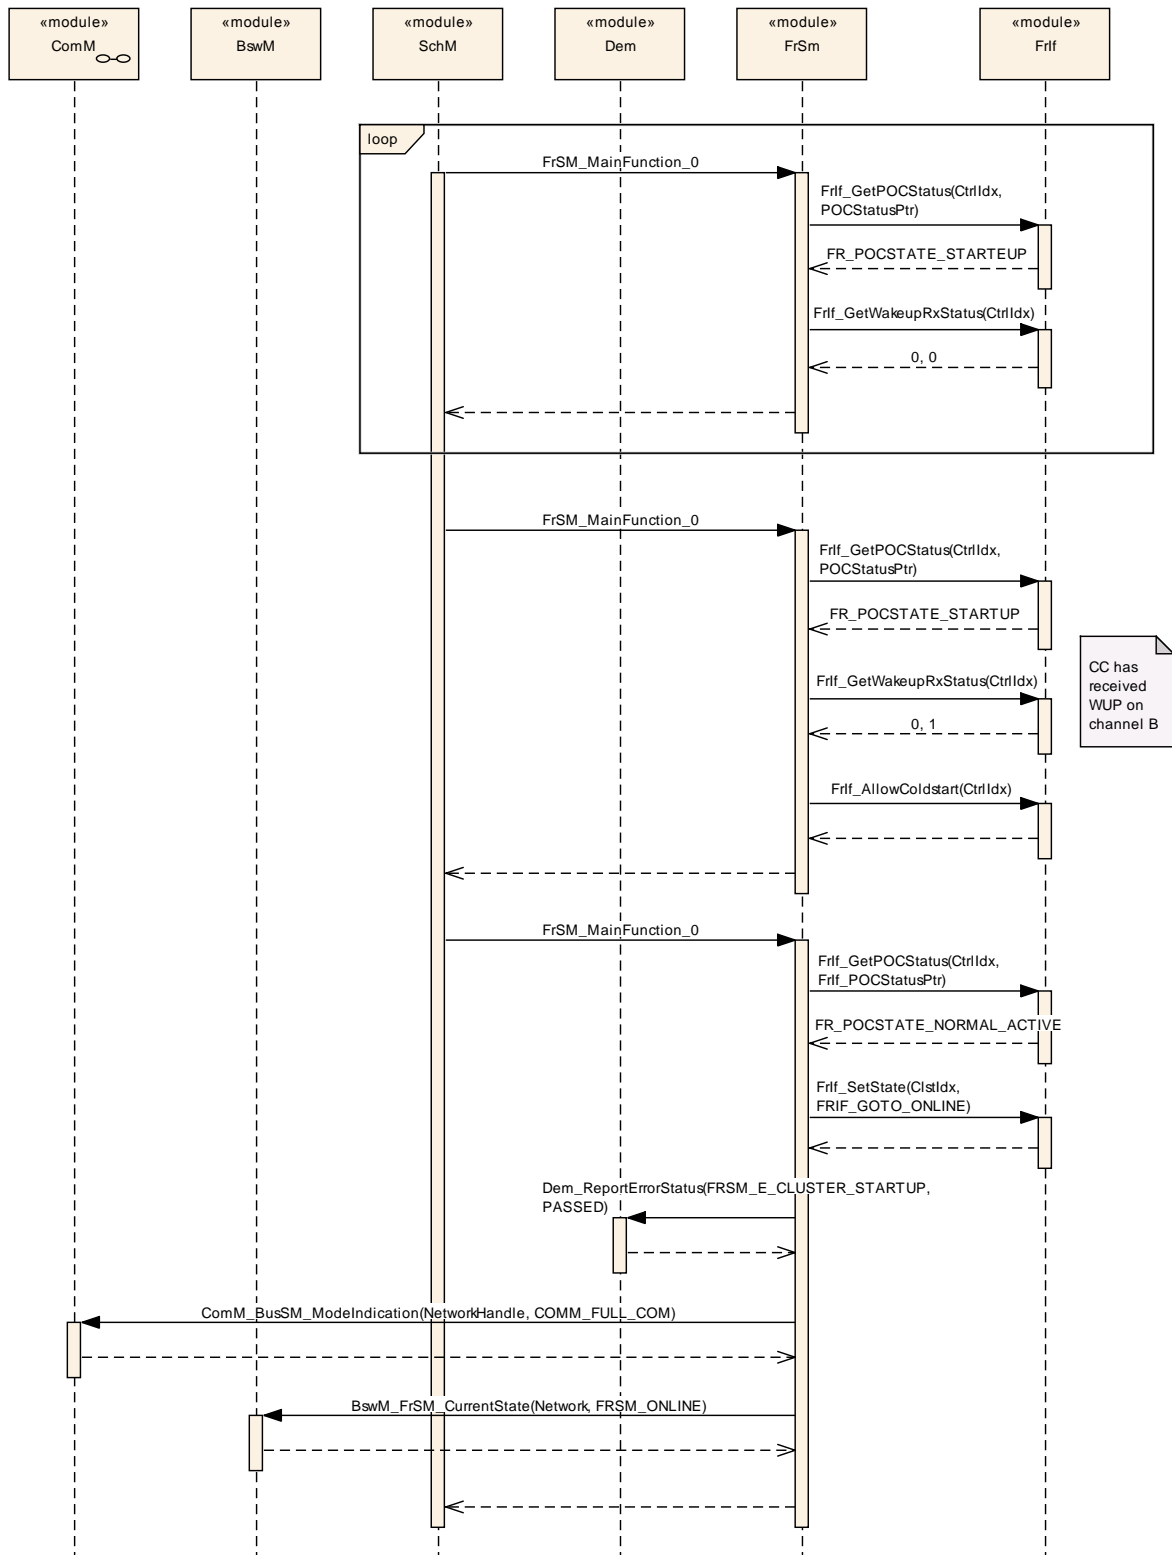 «module»
ComM
«module»
BswM
«module»
SchM
«module»
Dem
«module»
FrSm
«module»
FrIf
loop
FrSM_MainFunction_0
FrIf_GetPOCStatus(CtrlIdx,
POCStatusPtr)
FR_POCSTATE_STARTEUP
FrIf_GetWakeupRxStatus(CtrlIdx)
0, 0
FrSM_MainFunction_0
FrIf_GetPOCStatus(CtrlIdx,
POCStatusPtr)
FR_POCSTATE_STARTUP
CC has
received
WUP on
channel B
FrIf_GetWakeupRxStatus(CtrlIdx)
0, 1
FrIf_AllowColdstart(CtrlIdx)
FrSM_MainFunction_0
FrIf_GetPOCStatus(CtrlIdx,
FrIf_POCStatusPtr)
FR_POCSTATE_NORMAL_ACTIVE
FrIf_SetState(ClstIdx,
FRIF_GOTO_ONLINE)
Dem_ReportErrorStatus(FRSM_E_CLUSTER_STARTUP,
PASSED)
ComM_BusSM_ModeIndication(NetworkHandle, COMM_FULL_COM)
BswM_FrSM_CurrentState(Network, FRSM_ONLINE)